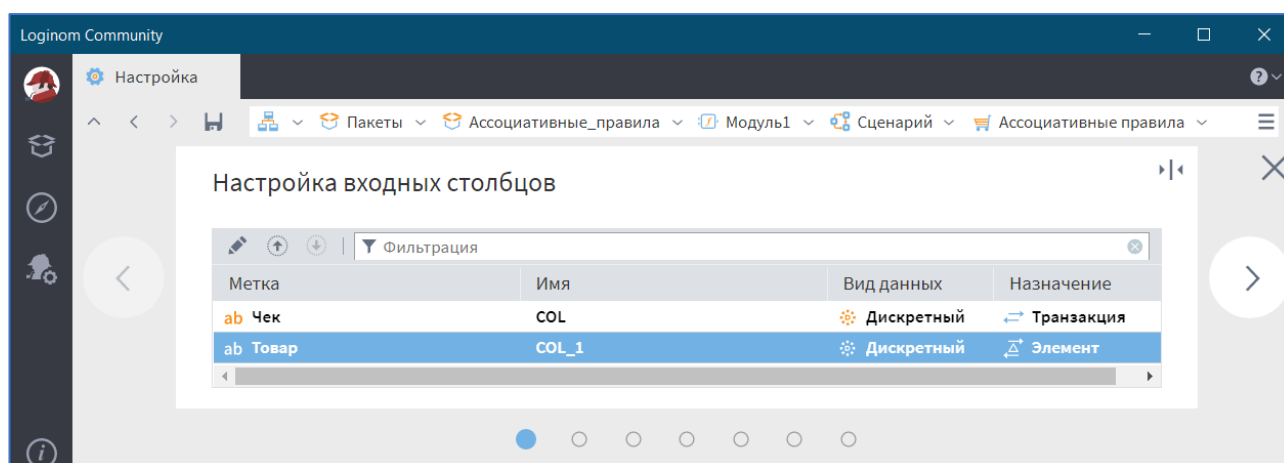 Loginom Community
Настройка
Пакеты Ассоциативные_правила Модуль1 Сценарий Ассоциативные правила
Настройка входных столбцов
Фильтрация
Метка Имя Вид данных Назначение
ab Чек COL Дискретный Транзакция
ab Товар COL_1 Дискретный Элемент